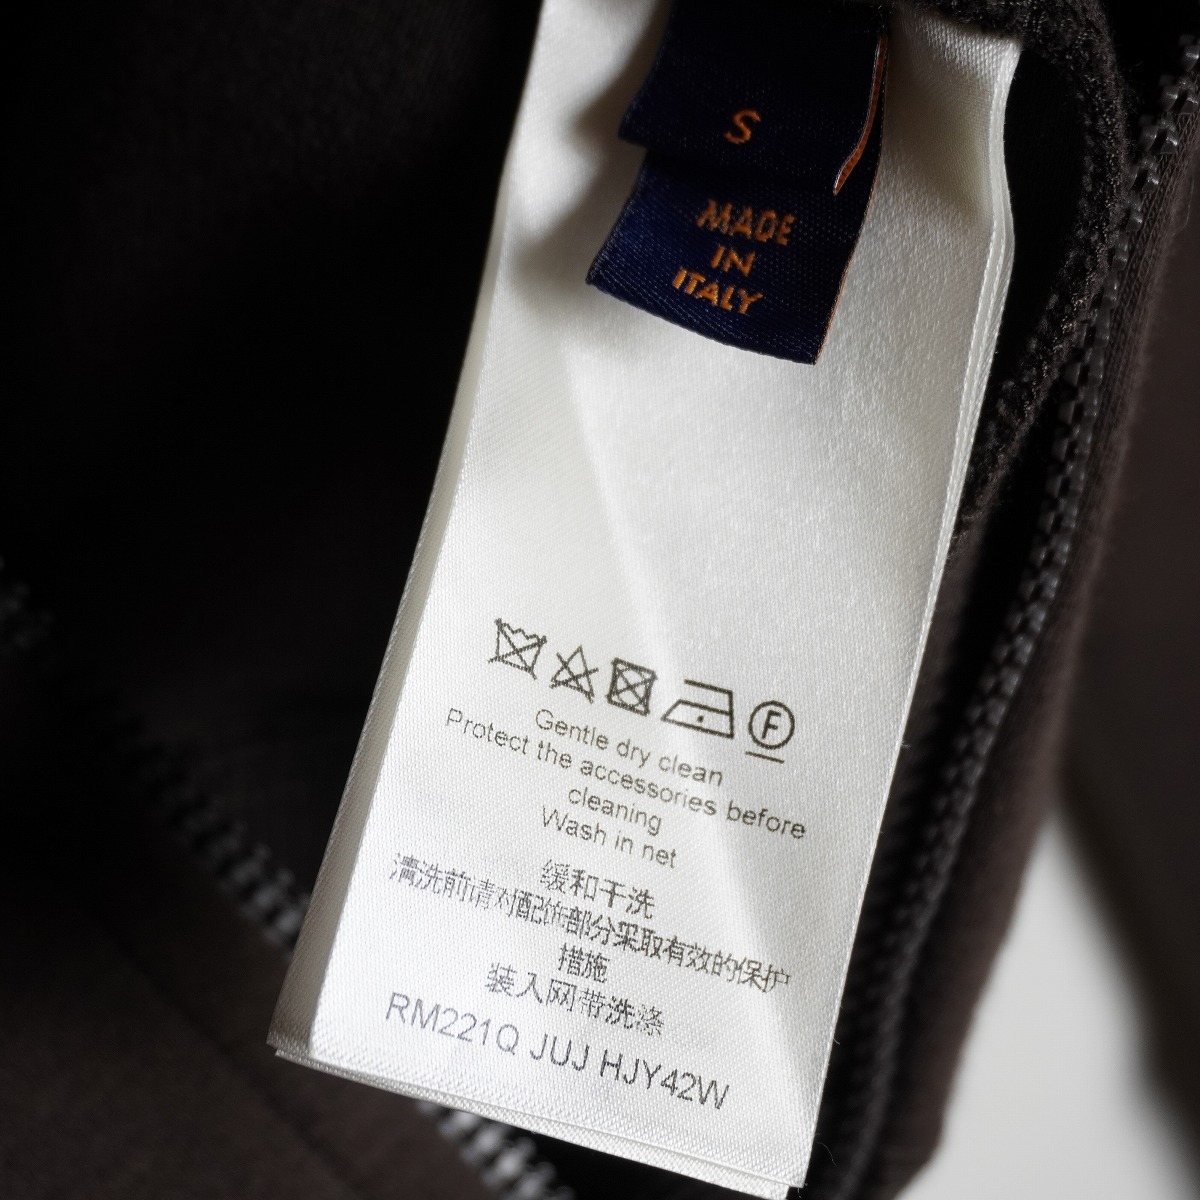 S
MADE
IN
ITALY
F
Gentle dry clean
Protect the accessories before
cleaning
Wash in net
缓和干洗
清洗前请对配饰部分采取有效的保护
措施
装入网带洗涤
RM221Q JUJ HJY42W